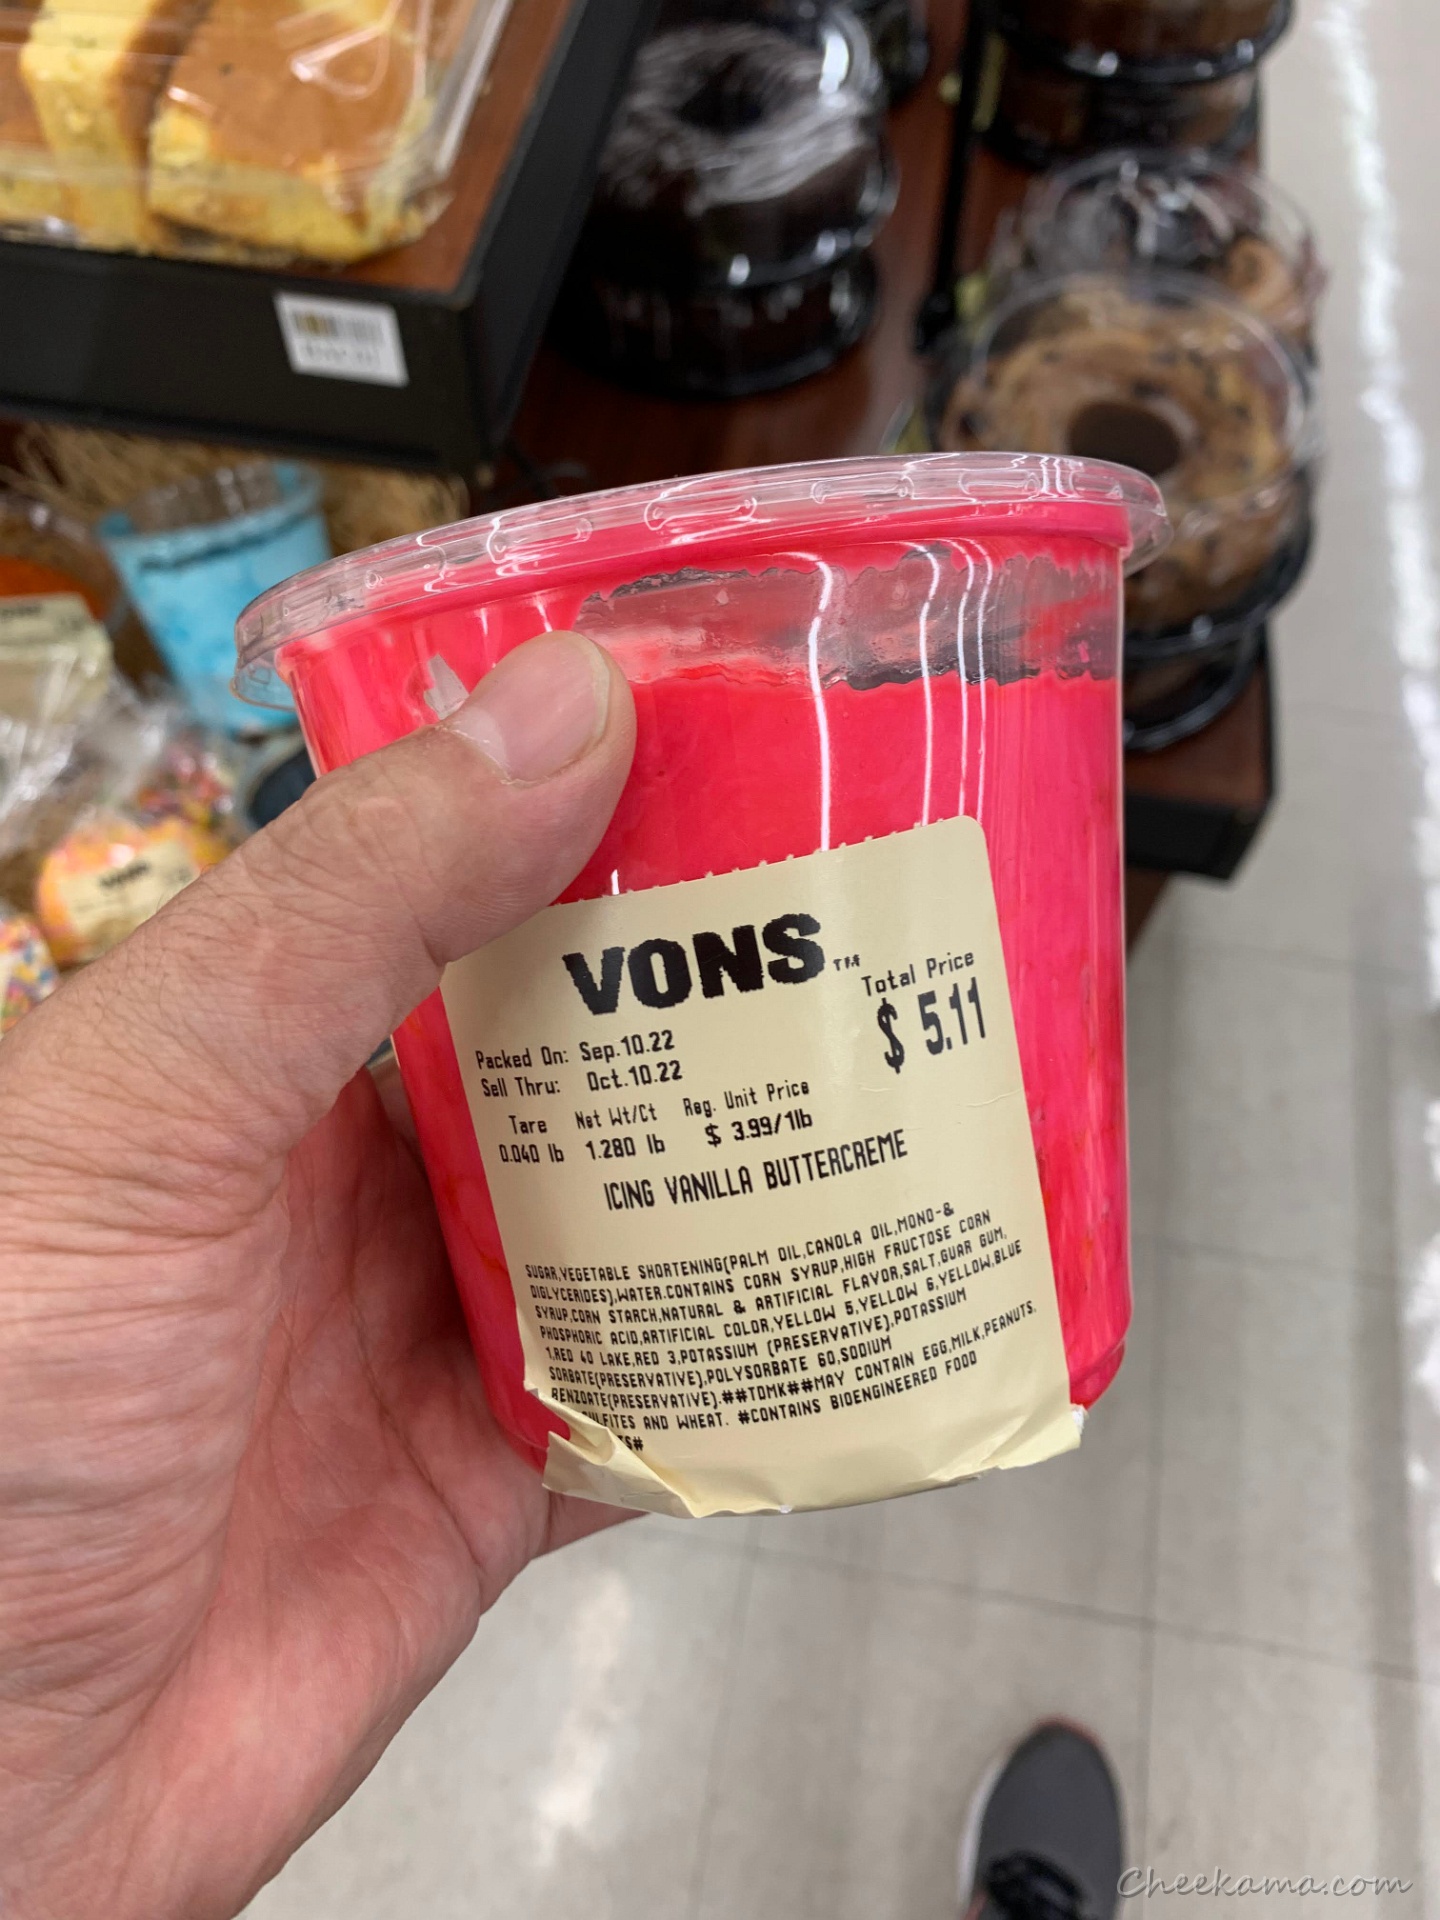 VONS™
Total Price
$ 5.11
Packed On: Sep.10.22
Sell Thru: Oct.10.22
Tare Net Wt/Ct Reg. Unit Price
0.040 lb 1.280 lb $ 3.99/1lb
ICING VANILLA BUTTERCREME
SUGAR,VEGETABLE SHORTENING(PALM OIL,CANOLA OIL,MONO-&
DIGLYCERIDES),WATER.CONTAINS CORN SYRUP,HIGH FRUCTOSE CORN
SYRUP,CORN STARCH,NATURAL & ARTIFICIAL FLAVOR,SALT,GUAR GUM,
PHOSPHORIC ACID,ARTIFICIAL COLOR,YELLOW 5,YELLOW 6,YELLOW,BLUE
1,RED 40 LAKE,RED 3,POTASSIUM (PRESERVATIVE),POTASSIUM
SORBATE(PRESERVATIVE),POLYSORBATE 60,SODIUM
BENZOATE(PRESERVATIVE).##TDMK##MAY CONTAIN EGG,MILK,PEANUTS,
AND WHEAT. #CONTAINS BIOENGINEERED FOOD
VONS
Cheekama.com